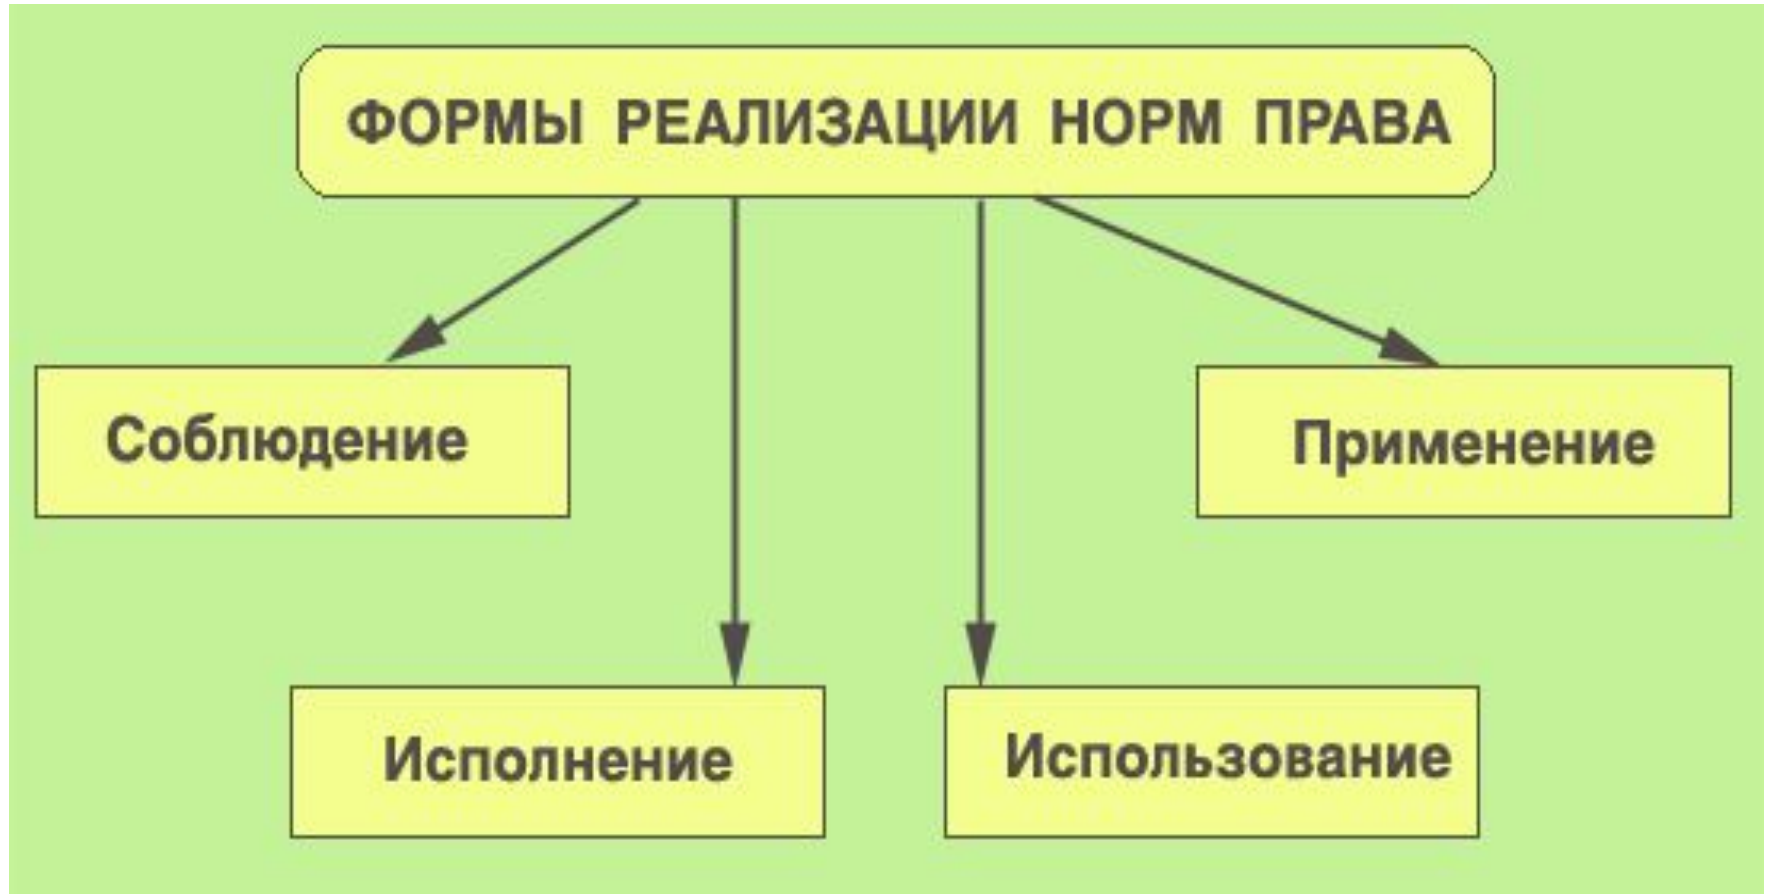 ФОРМЫ РЕАЛИЗАЦИИ НОРМ ПРАВА
Соблюдение
Применение
Исполнение
Использование